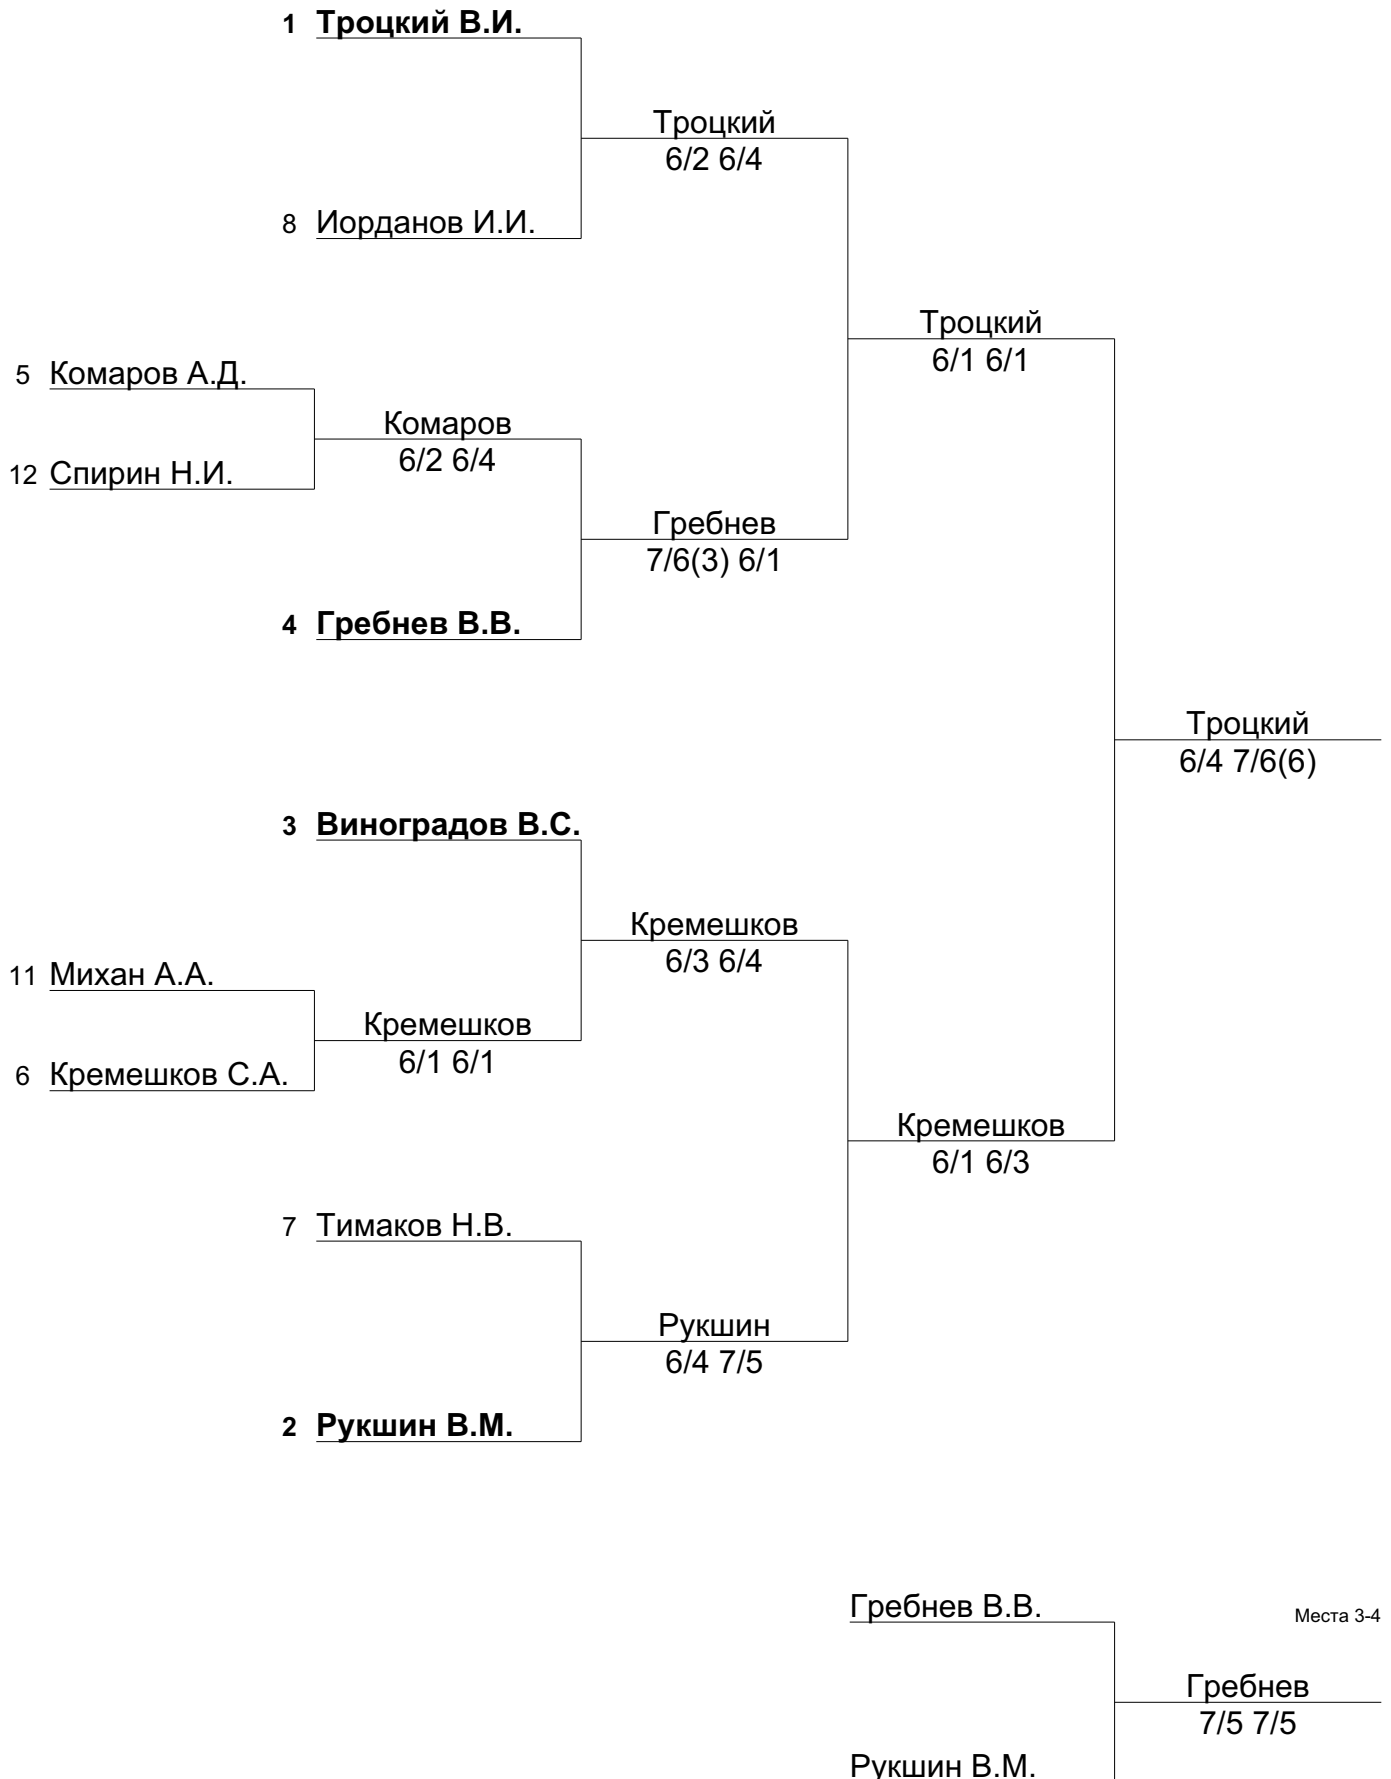 1 Троцкий В.И.
Троцкий
6/2 6/4
8 Иорданов И.И.
Троцкий
6/1 6/1
5 Комаров А.Д.
Комаров
6/2 6/4
12 Спирин Н.И.
Гребнев
7/6(3) 6/1
4 Гребнев В.В.
Троцкий
6/4 7/6(6)
3 Виноградов В.С.
Кремешков
6/3 6/4
11 Михан А.А.
Кремешков
6/1 6/1
6 Кремешков С.А.
Кремешков
6/1 6/3
7 Тимаков Н.В.
Рукшин
6/4 7/5
2 Рукшин В.М.
Гребнев В.В.
Места 3-4
Гребнев
7/5 7/5
Рукшин В.М.